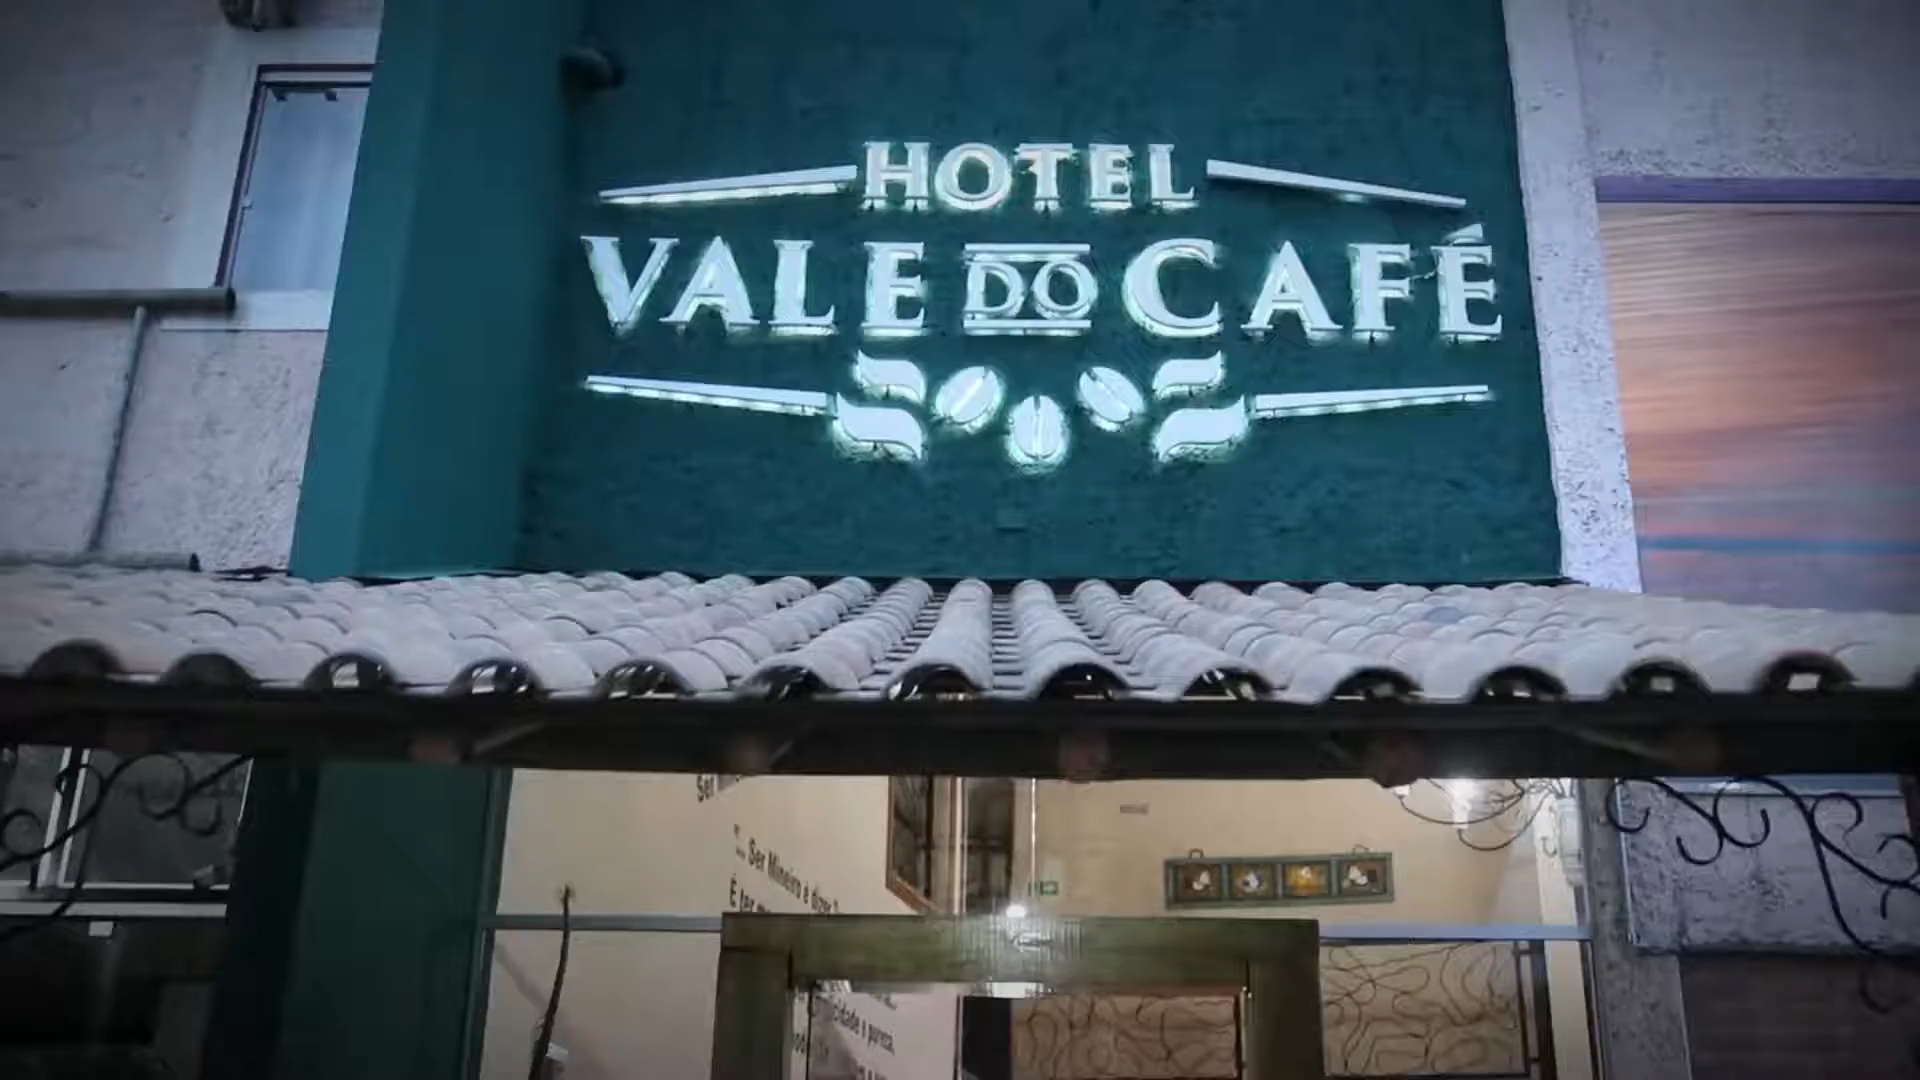 HOTEL
VALE DO CAFÉ
"... Ser Mineiro é dizer
É ter